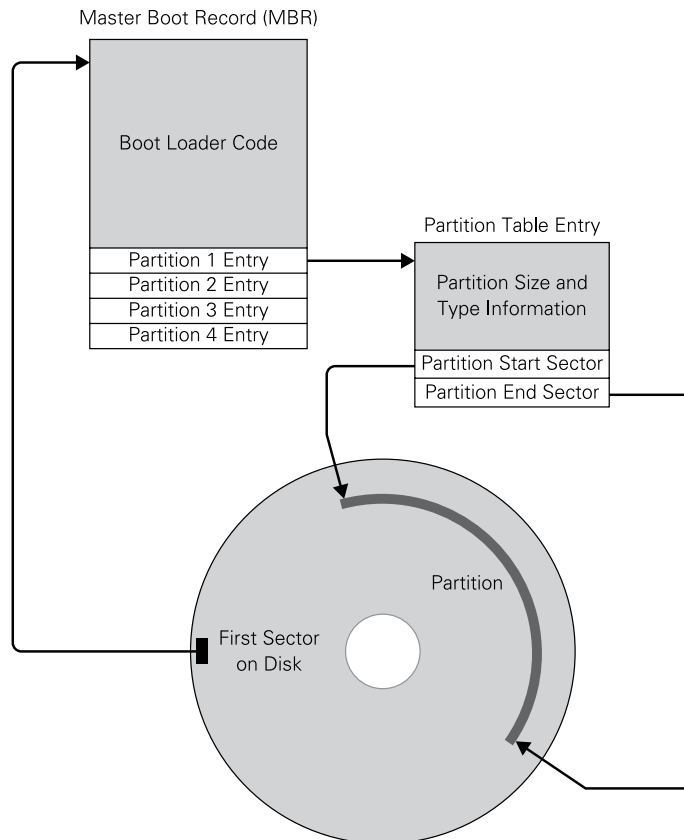 Master Boot Record (MBR)
Boot Loader Code
Partition 1 Entry
Partition 2 Entry
Partition 3 Entry
Partition 4 Entry
Partition Table Entry
Partition Size and
Type Information
Partition Start Sector
Partition End Sector
Partition
First Sector
on Disk